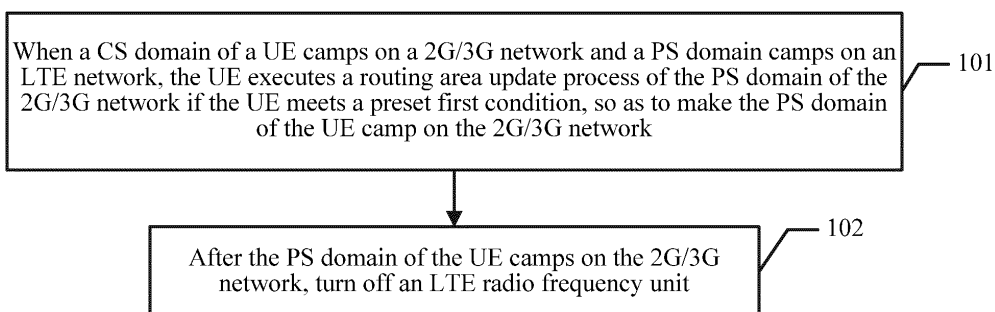 When a CS domain of a UE camps on a 2G/3G network and a PS domain camps on an
LTE network, the UE executes a routing area update process of the PS domain of the
2G/3G network if the UE meets a preset first condition, so as to make the PS domain
of the UE camp on the 2G/3G network
101
102
After the PS domain of the UE camps on the 2G/3G
network, turn off an LTE radio frequency unit